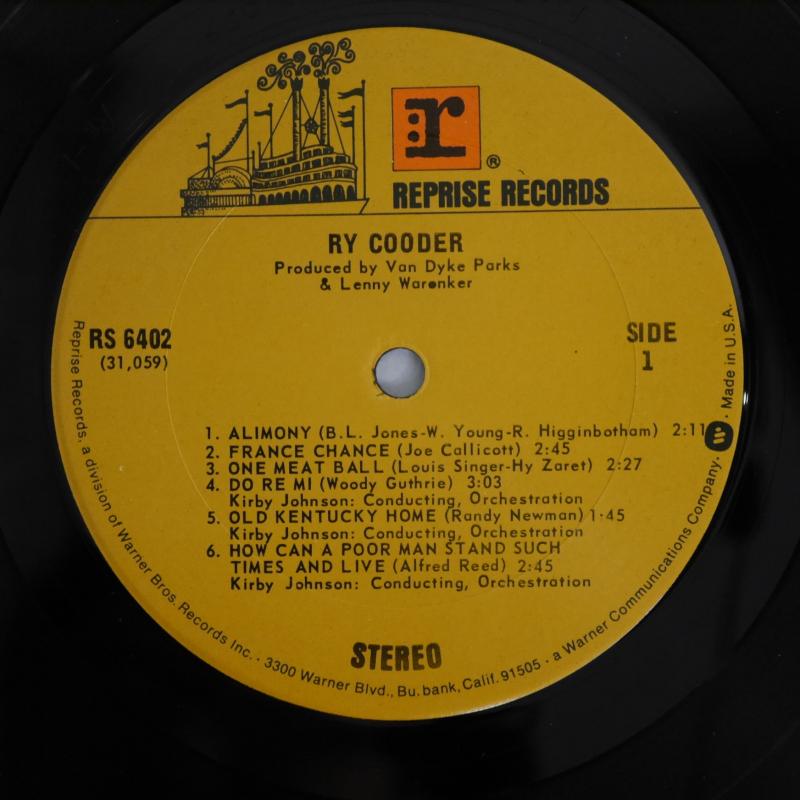 r
®
REPRISE RECORDS
RY COODER
Produced by Van Dyke Parks
& Lenny Waronker
RS 6402
(31,059)
SIDE
1
1. ALIMONY (B.L. Jones-W. Young-R. Higginbotham) 2:11
2. FRANCE CHANCE (Joe Callicott) 2:45
3. ONE MEAT BALL (Louis Singer-Hy Zaret) 2:27
4. DO RE MI (Woody Guthrie) 3:03
Kirby Johnson: Conducting, Orchestration
5. OLD KENTUCKY HOME (Randy Newman) 1:45
Kirby Johnson: Conducting, Orchestration
6. HOW CAN A POOR MAN STAND SUCH
TIMES AND LIVE (Alfred Reed) 2:45
Kirby Johnson: Conducting, Orchestration
STEREO
Reprise Records, a division of Warner Bros. Records Inc. · 3300 Warner Blvd., Bu.bank, Calif. 91505 · a Warner Communications Company. W · Made in U.S.A.